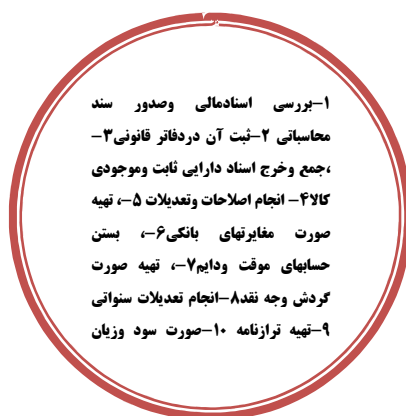 ۱-بررسی اسنادمالی وصدور سند
محاسباتی ۲-ثبت آن دردفاتر قانونی۳-
،جمع وخرج اسناد دارایی ثابت وموجودی
کالا۴- انجام اصلاحات وتعدیلات ۵-، تهیه
صورت مغایرتهای بانکی۶-، بستن
حسابهای موقت ودایم۷-، تهیه صورت
گردش وجه نقد۸-انجام تعدیلات سنواتی
۹-تهیه ترازنامه ۱۰-صورت سود وزیان